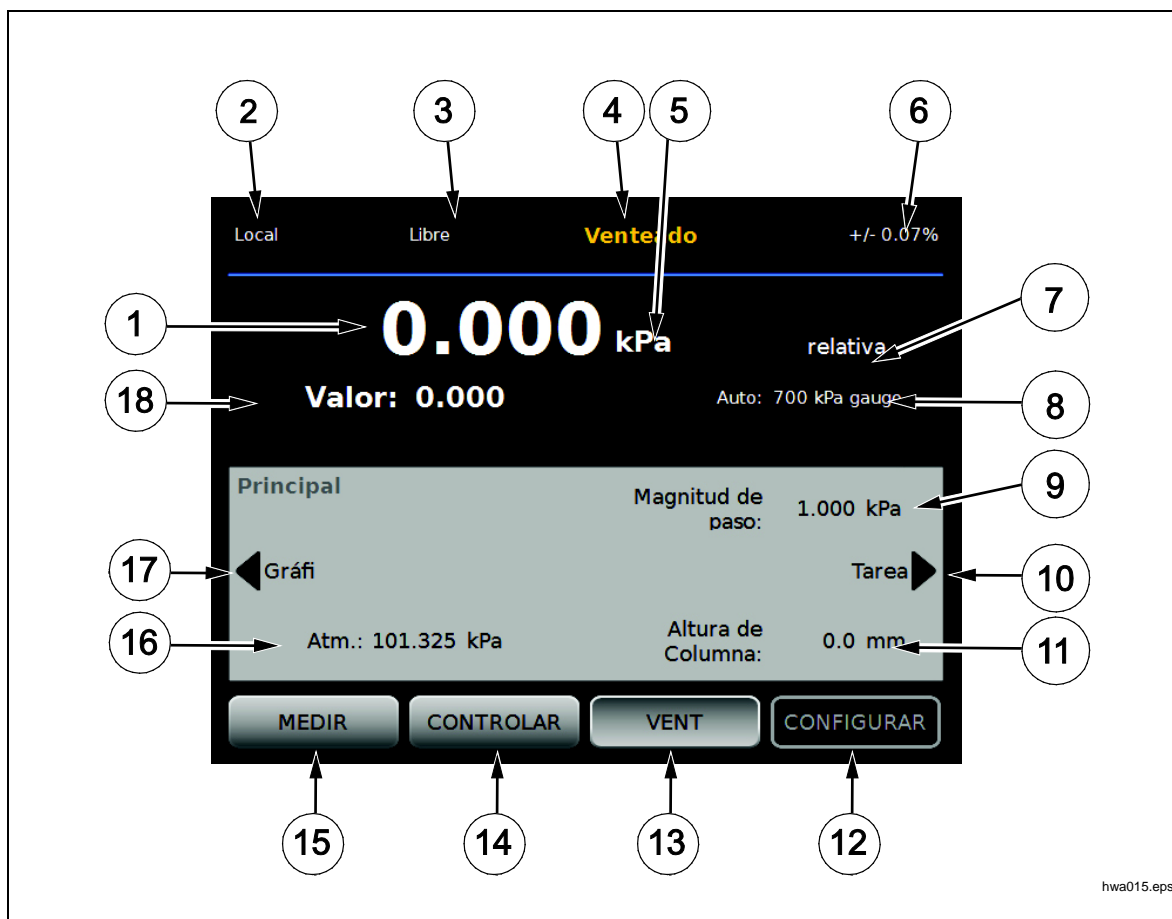 2 3 4 5 6
Local Libre Venteado +/- 0.07%
1 0.000 kPa relativa 7
18 Valor: 0.000 Auto: 700 kPa gauge 8
Principal
Magnitud de
paso: 1.000 kPa 9
17 Gráfi Tarea 10
16 Atm.: 101.325 kPa
Altura de
Columna: 0.0 mm 11
MEDIR CONTROLAR VENT CONFIGURAR
15 14 13 12
hwa015.eps